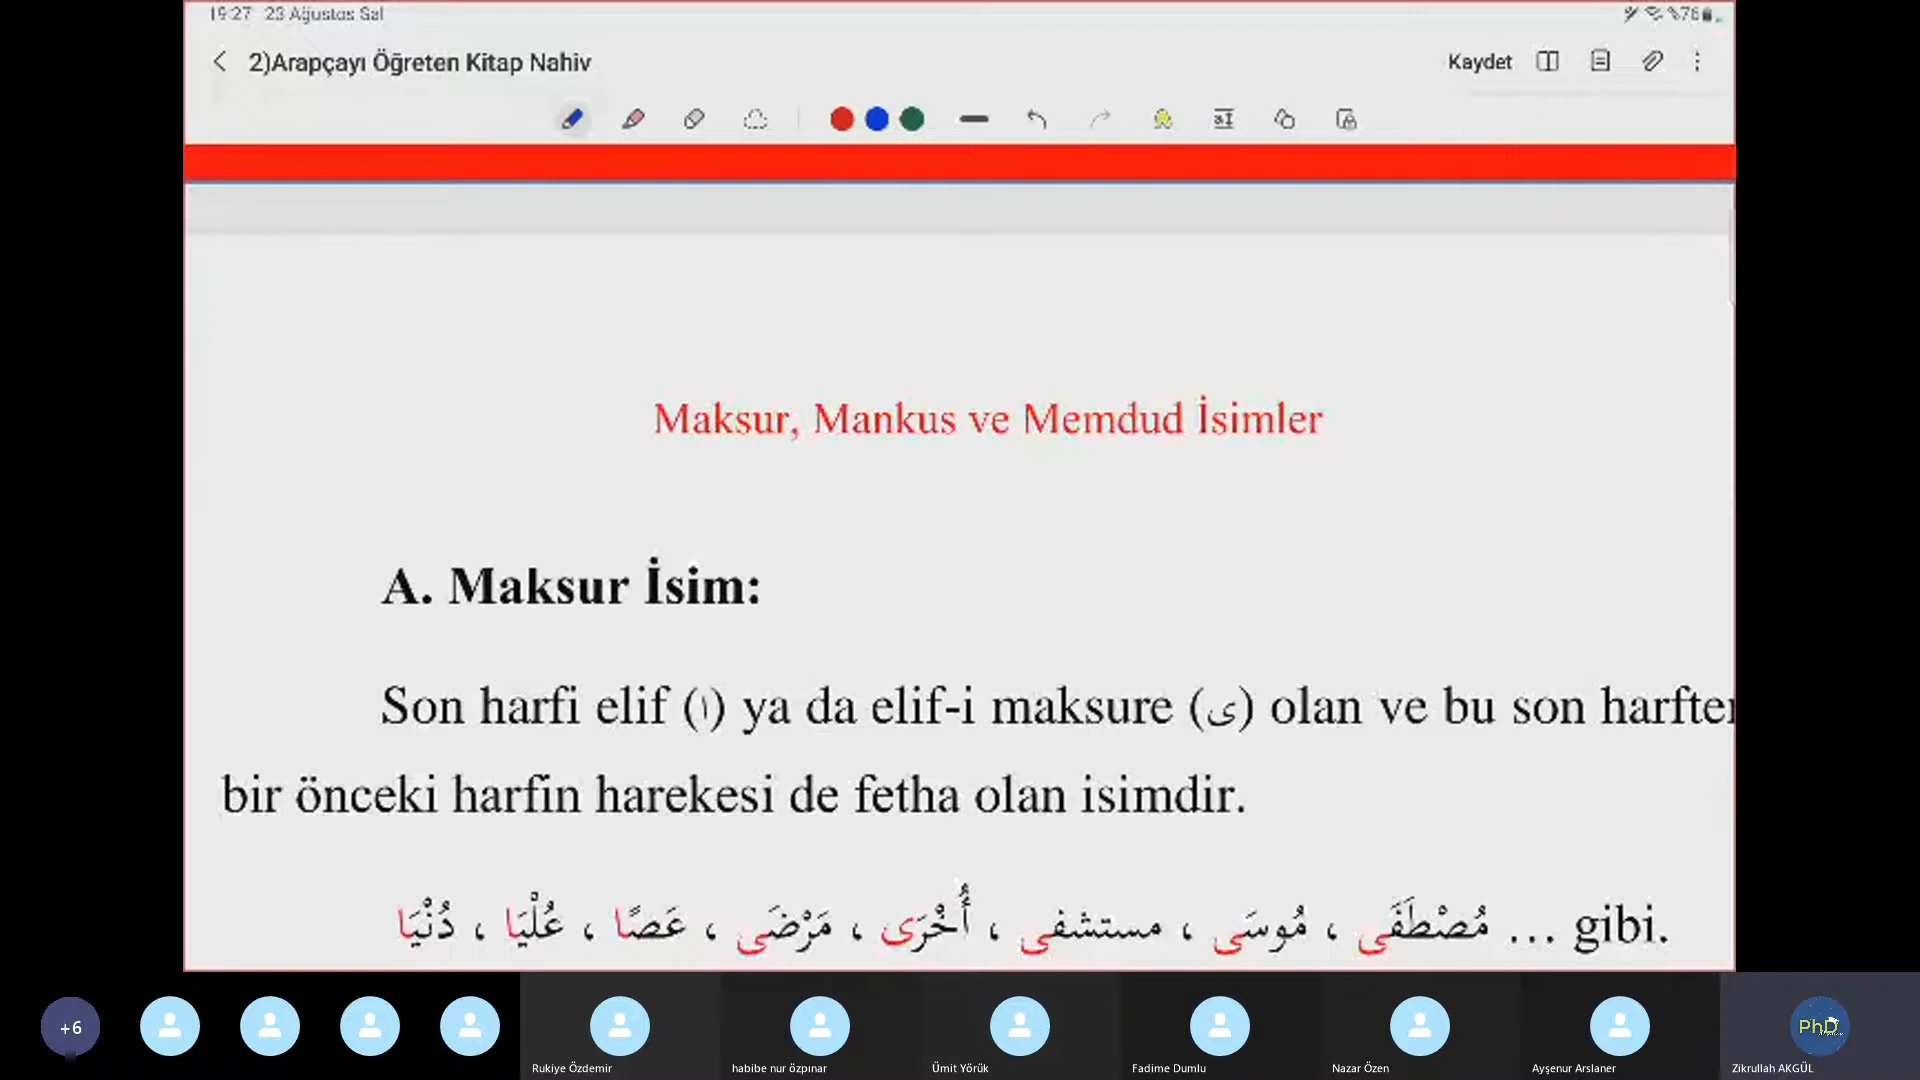 19:27 23 Ağustos Sal
%76
2)Arapçayı Öğreten Kitap Nahiv
Kaydet
Maksur, Mankus ve Memdud İsimler
A. Maksur İsim:
Son harfi elif (ا) ya da elif-i maksure (ى) olan ve bu son harften
bir önceki harfin harekesi de fetha olan isimdir.
دُنْيَا ، عُلْيَا ، عَصًا ، مَرْضَى ، أُخْرَى ، مستشفى ، مُوسَى ، مُصْطَفَى ... gibi.
+6
Rukiye Özdemir
habibe nur özpınar
Ümit Yörük
Fadime Dumlu
Nazar Özen
Ayşenur Arslaner
PhD
Zikrullah AKGÜL